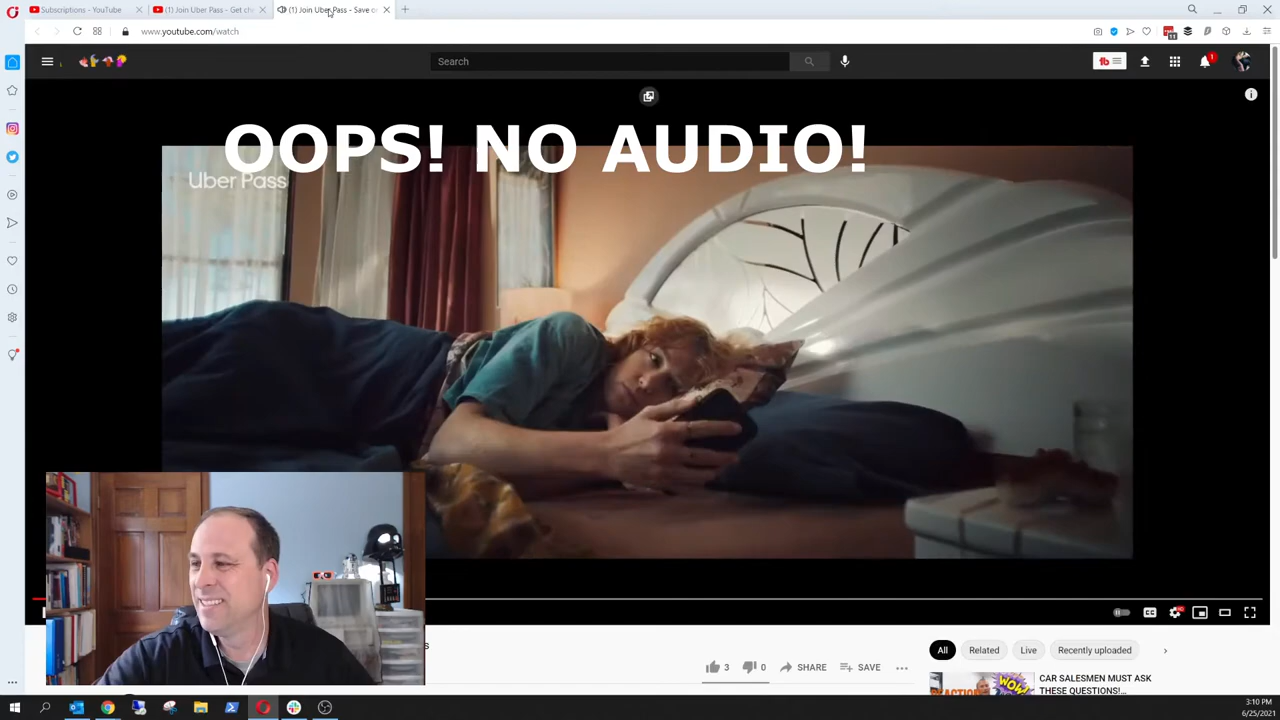 Subscriptions - YouTube
(1) Join Uber Pass - Get ch
(1) Join Uber Pass - Save o
www.youtube.com/watch
Search
1
OOPS! NO AUDIO!
Uber Pass
3
0
SHARE
SAVE
All
Related
Live
Recently uploaded
CAR SALESMEN MUST ASK
THESE QUESTIONS!...
3:10 PM
6/25/2021